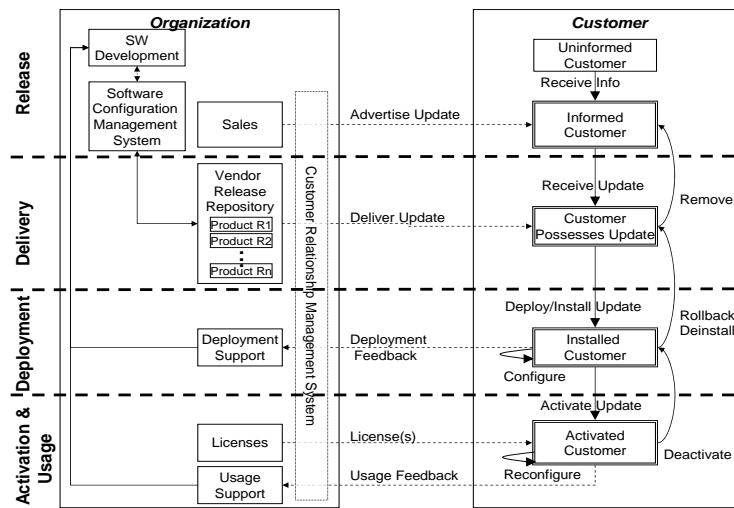 Organization
Customer
Release
Delivery
Deployment
Activation &
Usage
SW
Development
Software
Configuration
Management
System
Sales
Vendor
Release
Repository
Product R1
Product R2
Product Rn
Deployment
Support
Licenses
Usage
Support
Customer Relationship Management System
Advertise Update
Deliver Update
Deployment
Feedback
License(s)
Usage Feedback
Uninformed
Customer
Receive Info
Informed
Customer
Receive Update
Remove
Customer
Possesses Update
Deploy/Install Update
Rollback
Deinstall
Installed
Customer
Configure
Activate Update
Activated
Customer
Deactivate
Reconfigure